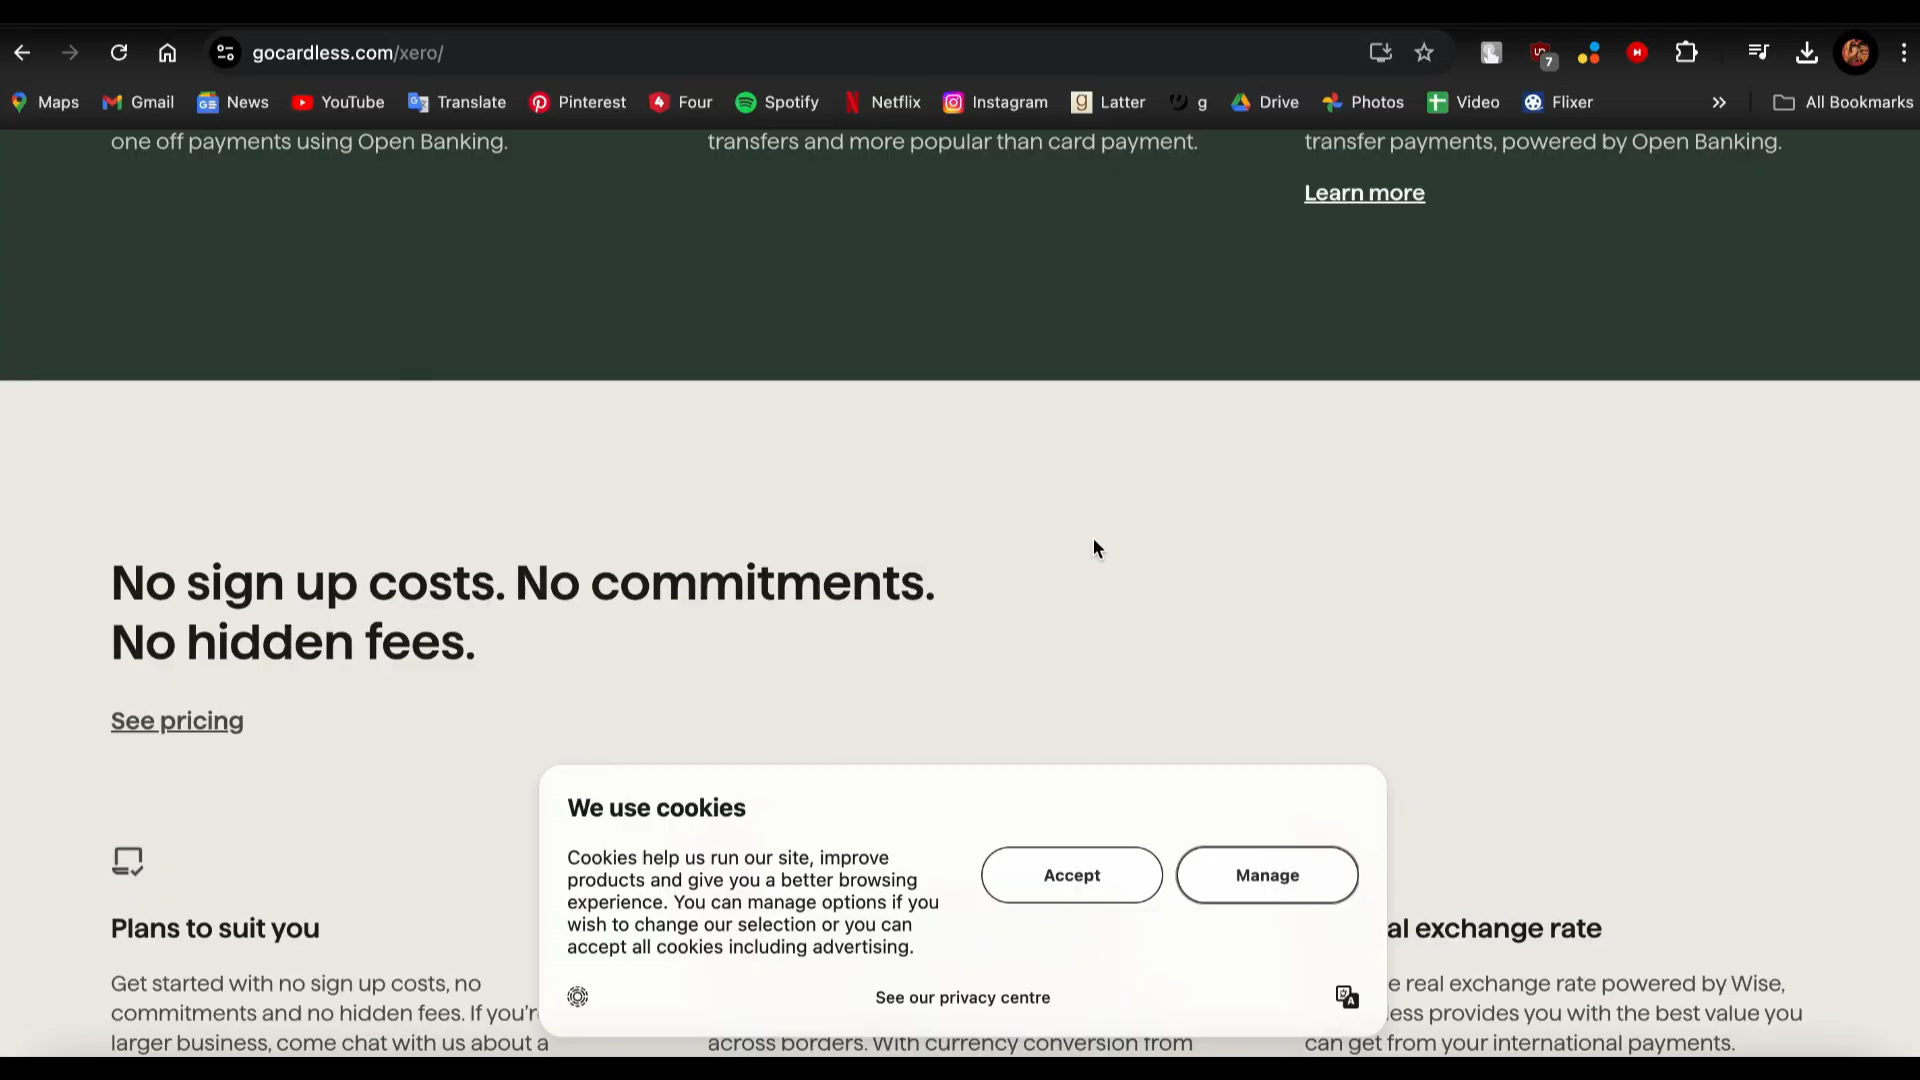 gocardless.com/xero/
7
Maps
Gmail
News
YouTube
Translate
Pinterest
Four
Spotify
Netflix
Instagram
Latter
g
Drive
Photos
Video
Flixer
All Bookmarks
one off payments using Open Banking.
transfers and more popular than card payment.
transfer payments, powered by Open Banking.
Learn more
No sign up costs. No commitments.
No hidden fees.
See pricing
Plans to suit you
Get started with no sign up costs, no
commitments and no hidden fees. If you'r
larger business, come chat with us about a
We use cookies
Cookies help us run our site, improve
products and give you a better browsing
experience. You can manage options if you
wish to change our selection or you can
accept all cookies including advertising.
Accept
Manage
See our privacy centre
across borders. With currency conversion from
al exchange rate
e real exchange rate powered by Wise,
ess provides you with the best value you
can get from your international payments.